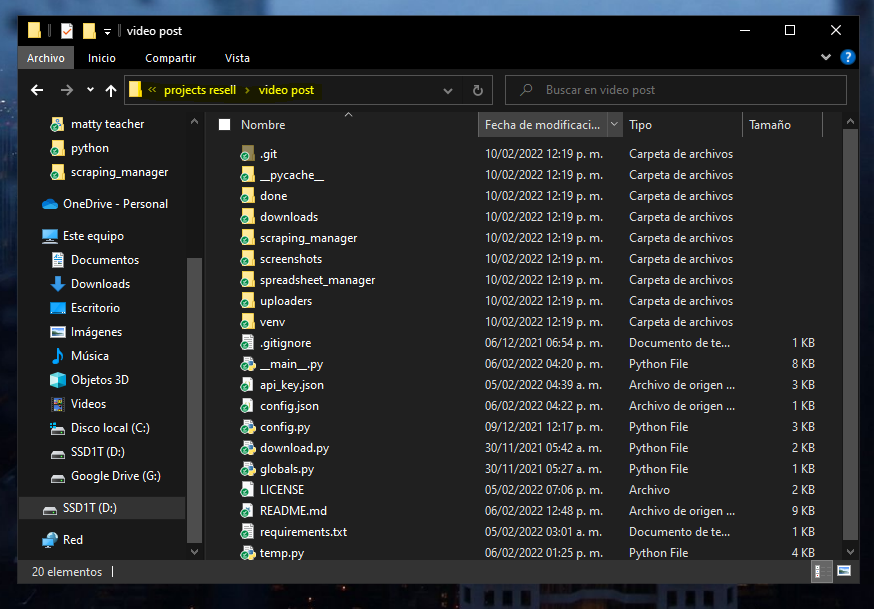 video post
Archivo Inicio Compartir Vista
« projects resell › video post
Buscar en video post
matty teacher
python
scraping_manager
OneDrive - Personal
Este equipo
Documentos
Downloads
Escritorio
Imágenes
Música
Objetos 3D
Videos
Disco local (C:)
SSD1T (D:)
Google Drive (G:)
SSD1T (D:)
Red
Nombre Fecha de modificaci... Tipo Tamaño
.git 10/02/2022 12:19 p. m. Carpeta de archivos
__pycache__ 10/02/2022 12:19 p. m. Carpeta de archivos
done 10/02/2022 12:19 p. m. Carpeta de archivos
downloads 10/02/2022 12:19 p. m. Carpeta de archivos
scraping_manager 10/02/2022 12:19 p. m. Carpeta de archivos
screenshots 10/02/2022 12:19 p. m. Carpeta de archivos
spreadsheet_manager 10/02/2022 12:19 p. m. Carpeta de archivos
uploaders 10/02/2022 12:19 p. m. Carpeta de archivos
venv 10/02/2022 12:19 p. m. Carpeta de archivos
.gitignore 06/12/2021 06:54 p. m. Documento de te... 1 KB
__main__.py 06/02/2022 04:20 p. m. Python File 8 KB
api_key.json 05/02/2022 04:39 a. m. Archivo de origen ... 3 KB
config.json 06/02/2022 04:22 p. m. Archivo de origen ... 1 KB
config.py 09/12/2021 12:17 p. m. Python File 3 KB
download.py 30/11/2021 05:42 a. m. Python File 2 KB
globals.py 30/11/2021 05:27 a. m. Python File 1 KB
LICENSE 05/02/2022 07:06 p. m. Archivo 2 KB
README.md 06/02/2022 12:48 p. m. Archivo de origen ... 9 KB
requirements.txt 05/02/2022 03:01 a. m. Documento de te... 1 KB
temp.py 06/02/2022 01:25 p. m. Python File 4 KB
20 elementos